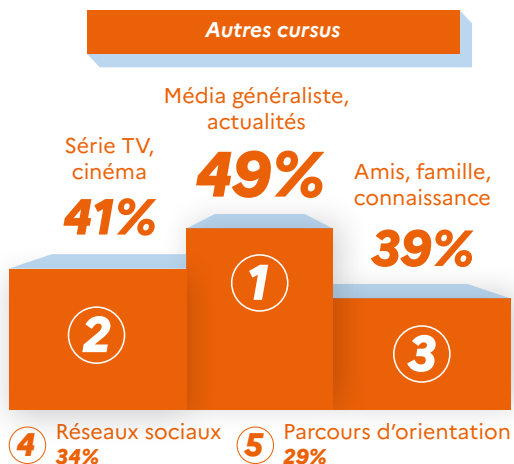 Autres cursus
Média généraliste,
actualités
49%
Série TV,
cinéma
41%
Amis, famille,
connaissance
39%
1
2
3
4 Réseaux sociaux
34%
5 Parcours d'orientation
29%